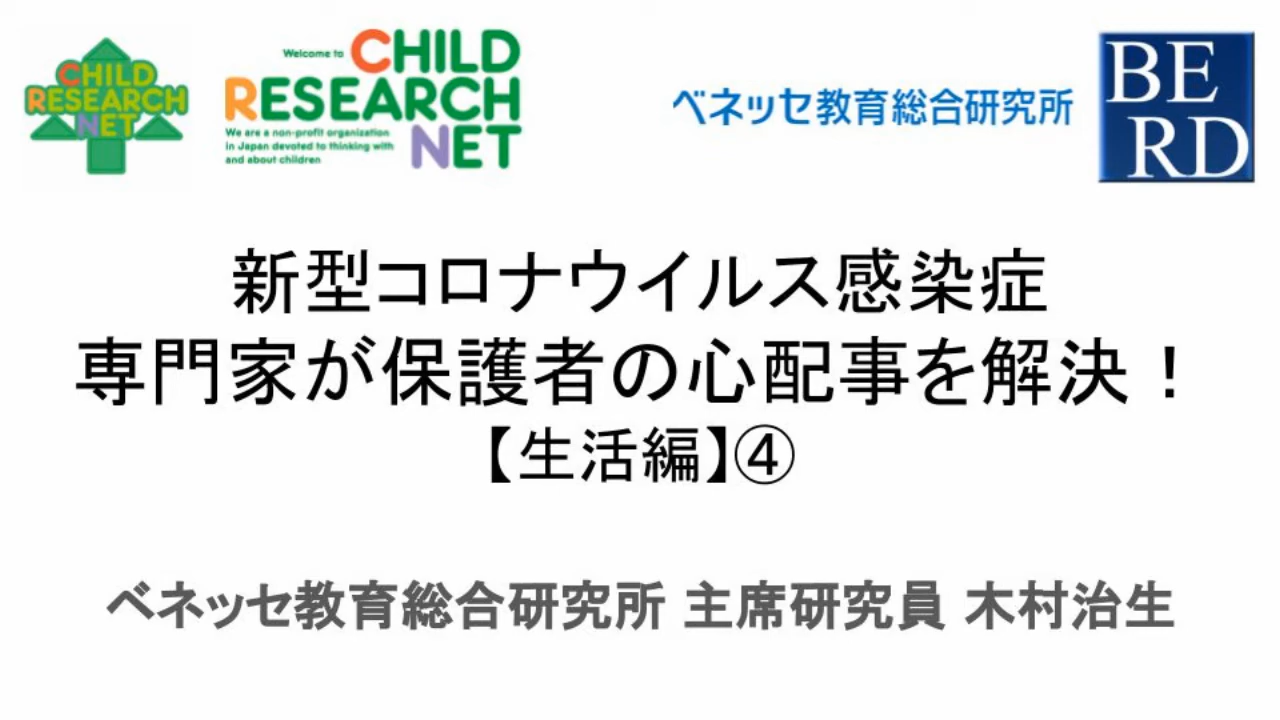 CHILD
RESEARCH
NET
Welcome to CHILD
RESEARCH
We are a non-profit organization
in Japan devoted to thinking with
and about children
NET
ベネッセ教育総合研究所
BE
RD
新型コロナウイルス感染症
専門家が保護者の心配事を解決！
【生活編】④
ベネッセ教育総合研究所 主席研究員 木村治生